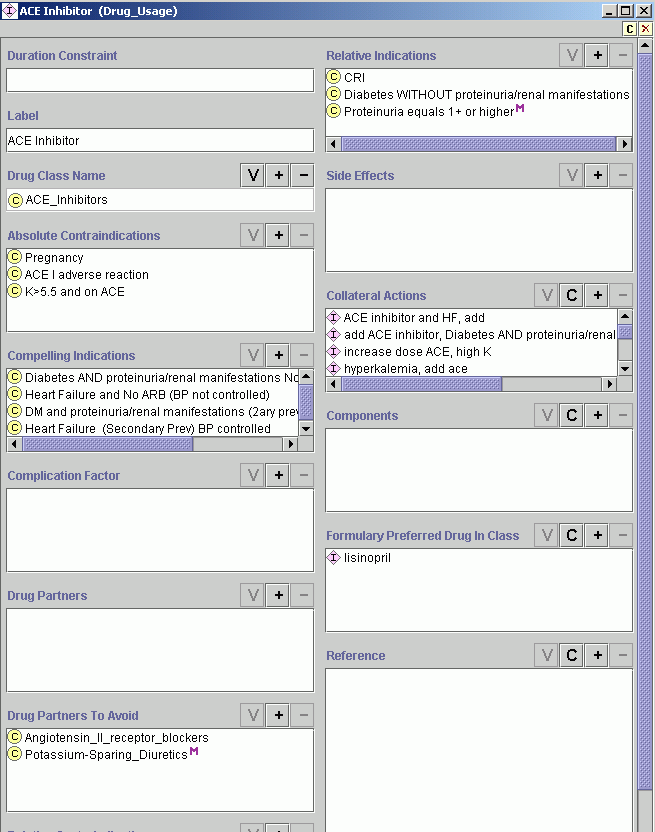 ACE Inhibitor (Drug_Usage)
C
Duration Constraint
Label
ACE Inhibitor
Drug Class Name V + −
C ACE_Inhibitors
Absolute Contraindications V + −
C Pregnancy
C ACE I adverse reaction
C K>5.5 and on ACE
Compelling Indications V + −
C Diabetes AND proteinuria/renal manifestations No
C Heart Failure and No ARB (BP not controlled)
C DM and proteinuria/renal manifestations (2ary prev
C Heart Failure (Secondary Prev) BP controlled
Complication Factor V + −
Drug Partners V + −
Drug Partners To Avoid V + −
C Angiotensin_II_receptor_blockers
C Potassium-Sparing_Diuretics M
Relative Indications V + −
C CRI
C Diabetes WITHOUT proteinuria/renal manifestations
C Proteinuria equals 1+ or higher M
Side Effects V + −
Collateral Actions V C + −
I ACE inhibitor and HF, add
I add ACE inhibitor, Diabetes AND proteinuria/renal
I increase dose ACE, high K
I hyperkalemia, add ace
Components V C + −
Formulary Preferred Drug In Class V C + −
I lisinopril
Reference V C + −